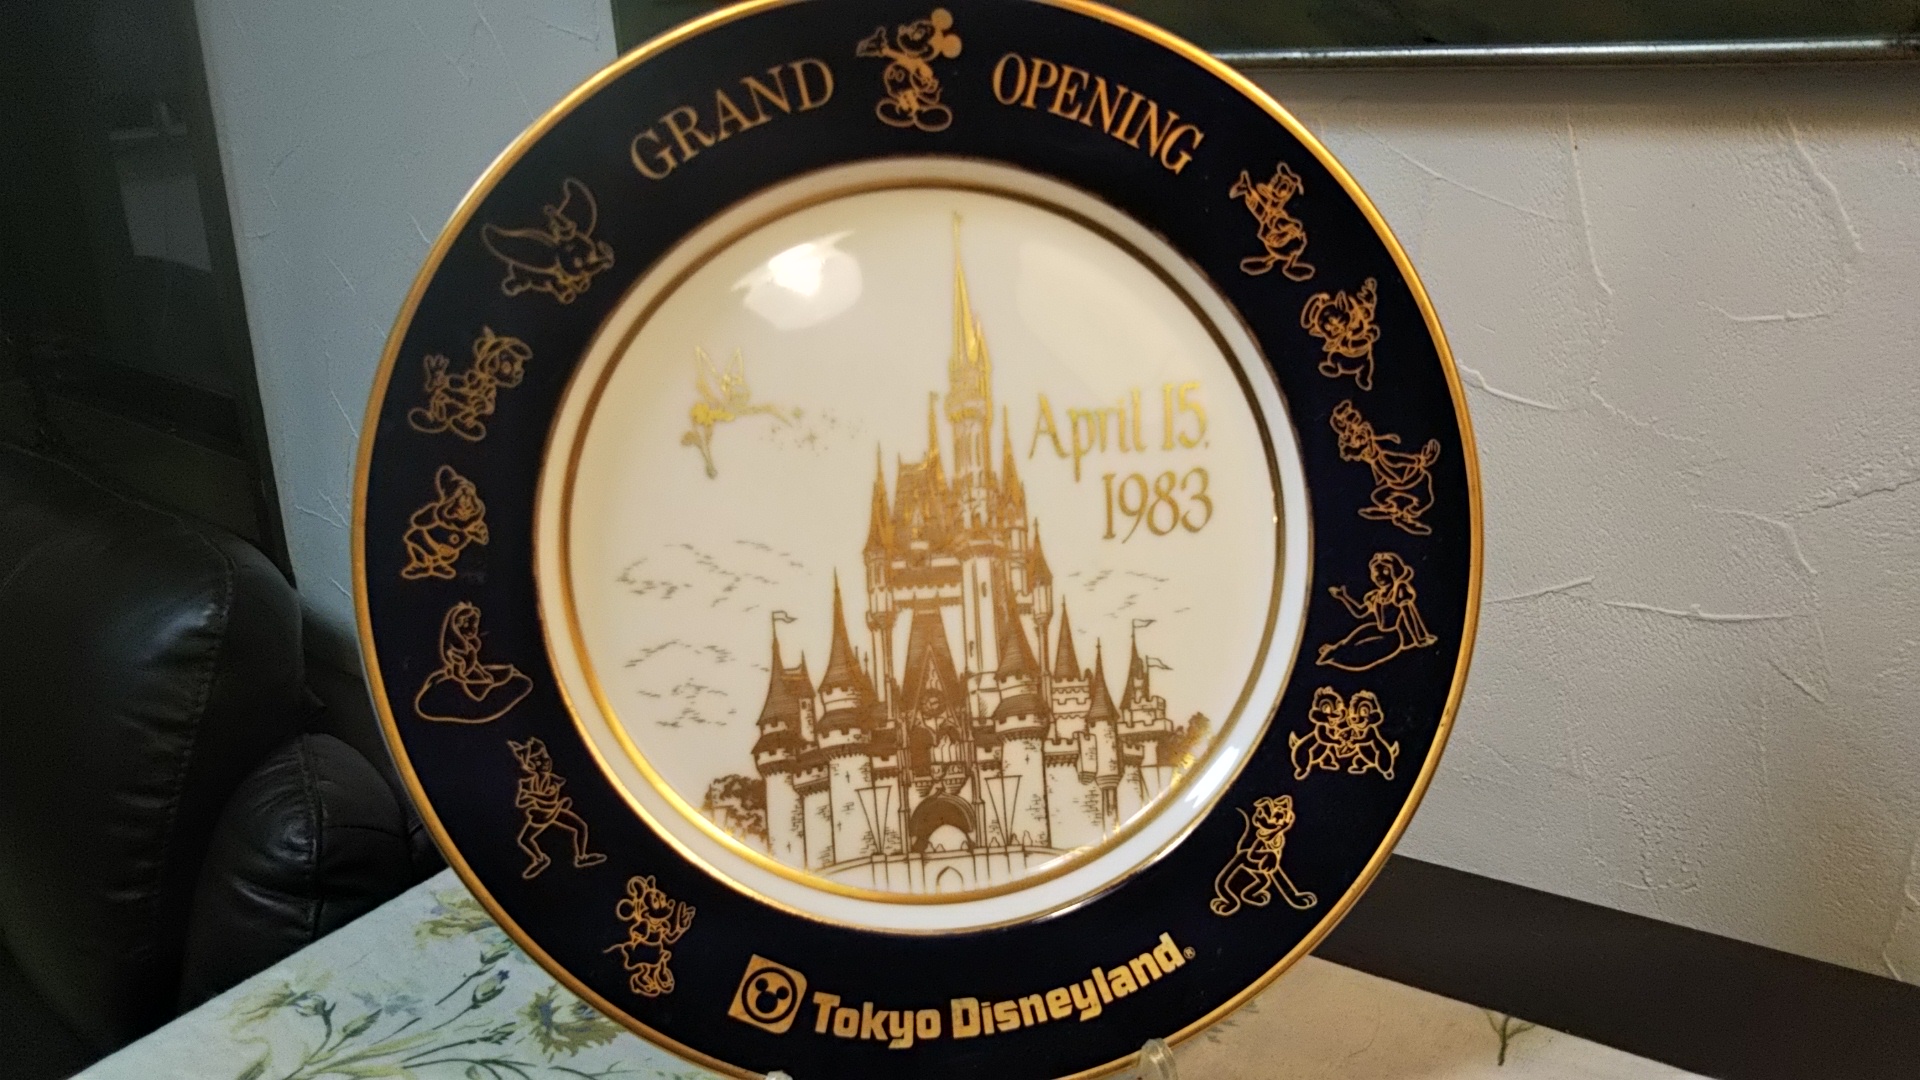 GRAND OPENING
April 15,
1983
Tokyo Disneyland®